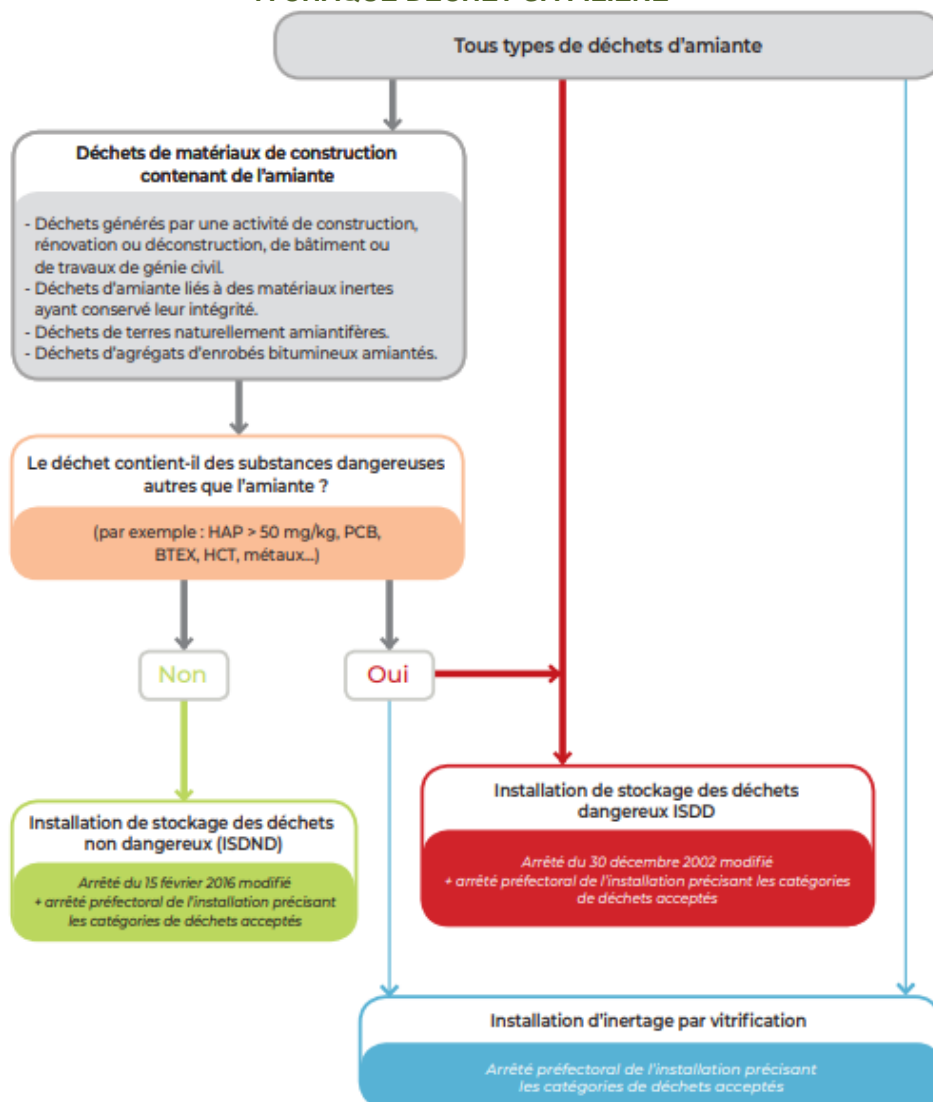 À CHAQUE DÉCHET SA FILIÈRE
Tous types de déchets d'amiante
Déchets de matériaux de construction
contenant de l'amiante
- Déchets générés par une activité de construction,
rénovation ou déconstruction, de bâtiment ou
de travaux de génie civil.
- Déchets d'amiante liés à des matériaux inertes
ayant conservé leur intégrité.
- Déchets de terres naturellement amiantifères.
- Déchets d'agrégats d'enrobés bitumineux amiantés.
Le déchet contient-il des substances dangereuses
autres que l'amiante ?
(par exemple : HAP > 50 mg/kg, PCB,
BTEX, HCT, métaux...)
Non
Oui
Installation de stockage des déchets
non dangereux (ISDND)
Arrêté du 15 février 2016 modifié
+ arrêté préfectoral de l'installation précisant
les catégories de déchets acceptés
Installation de stockage des déchets
dangereux ISDD
Arrêté du 30 décembre 2002 modifié
+ arrêté préfectoral de l'installation précisant les catégories
de déchets acceptés
Installation d'inertage par vitrification
Arrêté préfectoral de l'installation précisant
les catégories de déchets acceptés